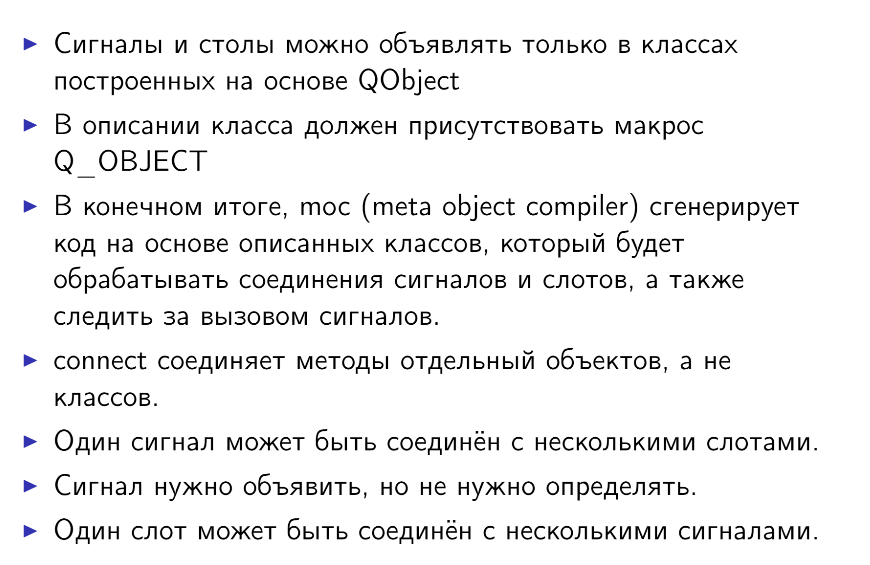 Сигналы и столы можно объявлять только в классах
построенных на основе QObject
В описании класса должен присутствовать макрос
Q_OBJECT
В конечном итоге, moc (meta object compiler) сгенерирует
код на основе описанных классов, который будет
обрабатывать соединения сигналов и слотов, а также
следить за вызовом сигналов.
connect соединяет методы отдельный объектов, а не
классов.
Один сигнал может быть соединён с несколькими слотами.
Сигнал нужно объявить, но не нужно определять.
Один слот может быть соединён с несколькими сигналами.